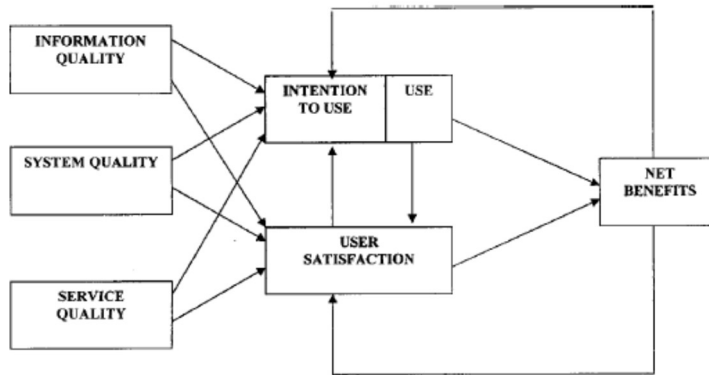 INFORMATION
QUALITY
INTENTION
TO USE
USE
SYSTEM QUALITY
NET
BENEFITS
USER
SATISFACTION
SERVICE
QUALITY